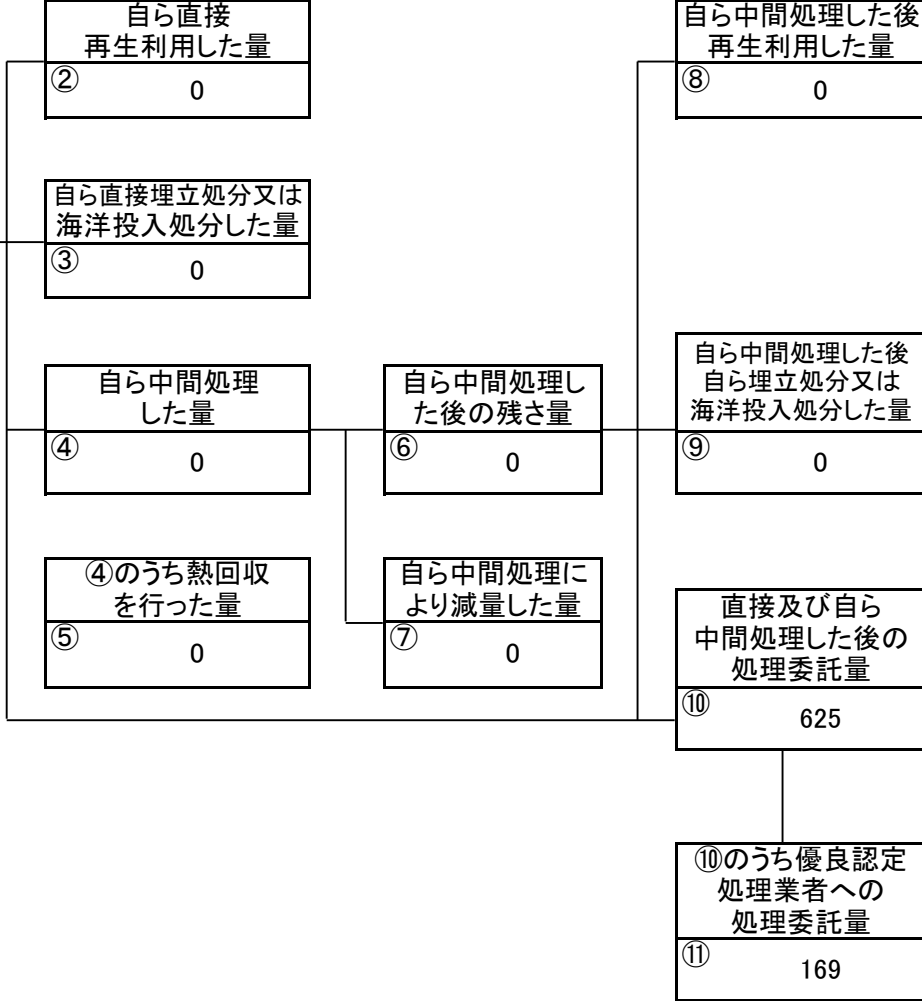 自ら直接
再生利用した量
②
0
自ら中間処理した後
再生利用した量
⑧
0
自ら直接埋立処分又は
海洋投入処分した量
③
0
自ら中間処理
した量
④
0
自ら中間処理し
た後の残さ量
⑥
0
自ら中間処理した後
自ら埋立処分又は
海洋投入処分した量
⑨
0
④のうち熱回収
を行った量
⑤
0
自ら中間処理に
より減量した量
⑦
0
直接及び自ら
中間処理した後の
処理委託量
⑩
625
⑩のうち優良認定
処理業者への
処理委託量
⑪
169